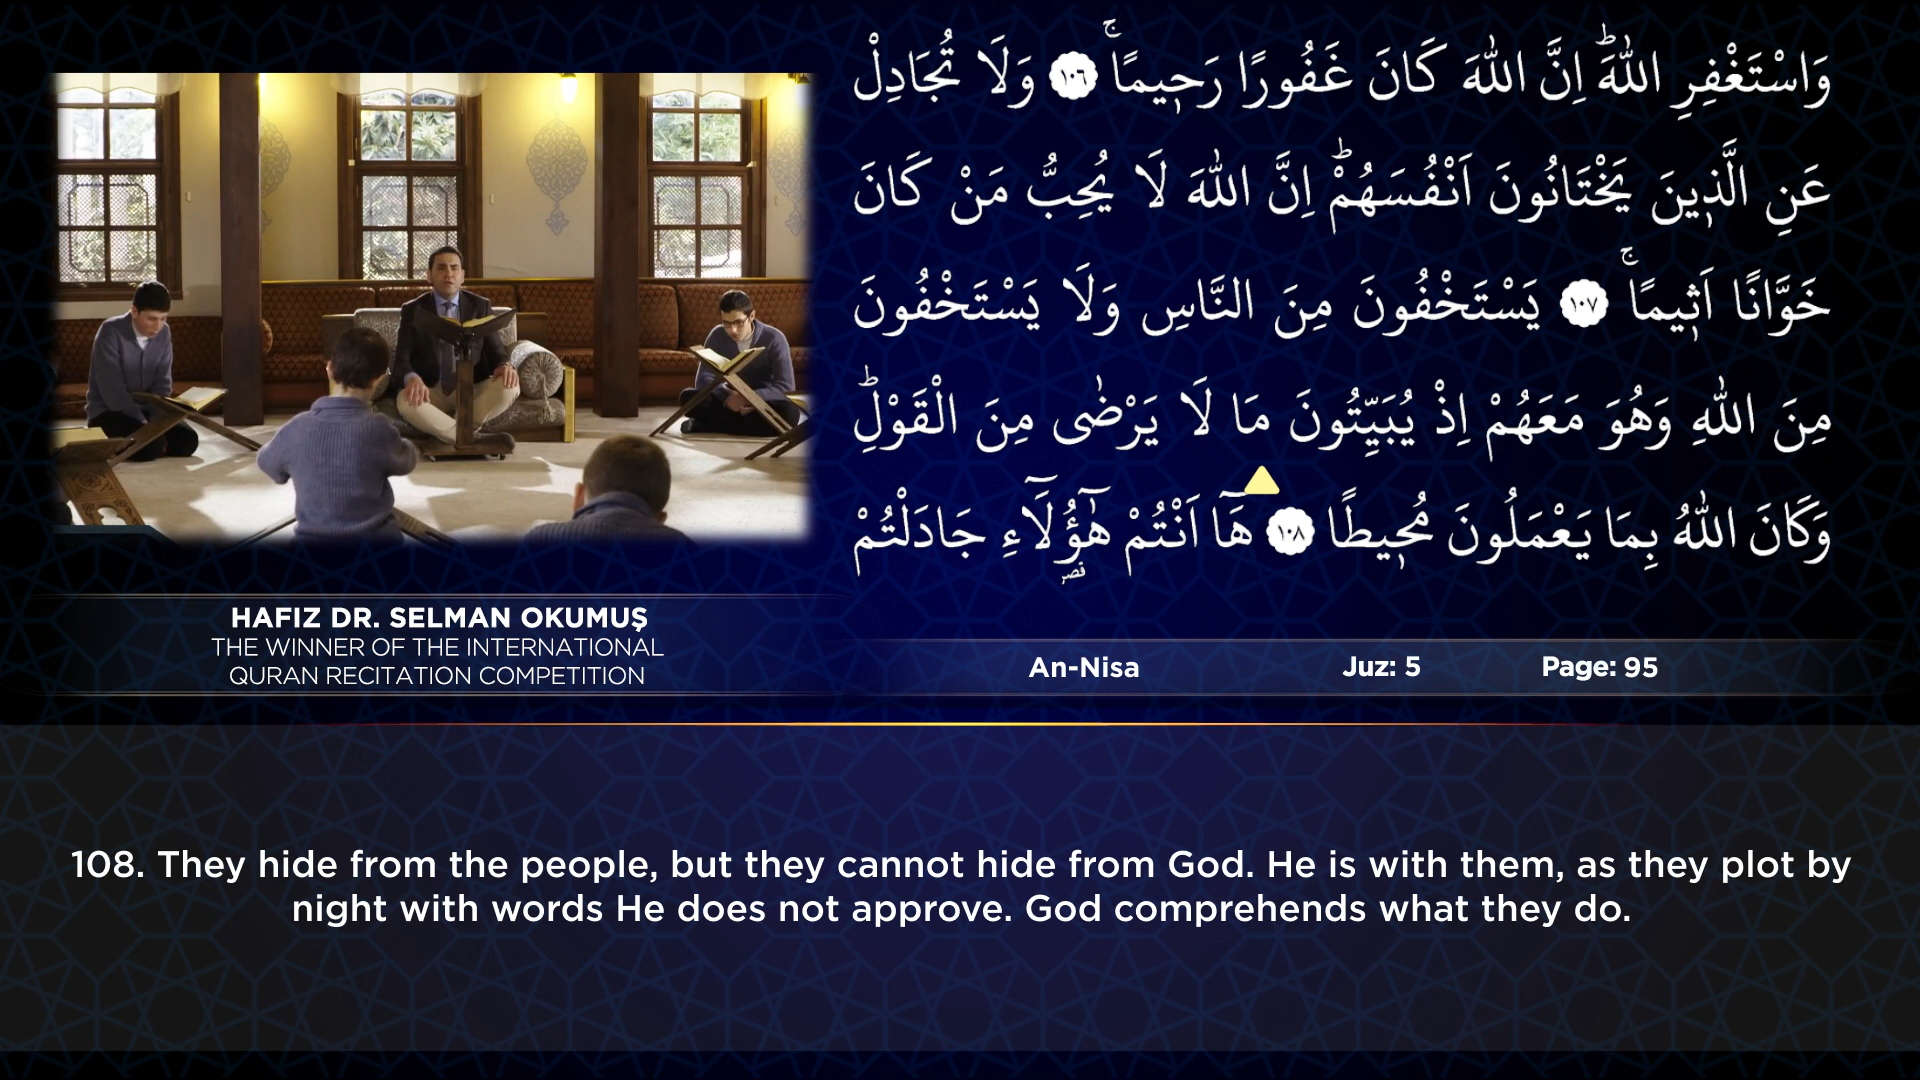 وَاسْتَغْفِرِ اللّٰهَۜ اِنَّ اللّٰهَ كَانَ غَفُورًا رَح۪يمًاۚ ﴿١٠٦﴾ وَلَا تُجَادِلْ
عَنِ الَّذ۪ينَ يَخْتَانُونَ اَنْفُسَهُمْۜ اِنَّ اللّٰهَ لَا يُحِبُّ مَنْ كَانَ
خَوَّانًا اَث۪يمًاۚ ﴿١٠٧﴾ يَسْتَخْفُونَ مِنَ النَّاسِ وَلَا يَسْتَخْفُونَ
مِنَ اللّٰهِ وَهُوَ مَعَهُمْ اِذْ يُبَيِّتُونَ مَا لَا يَرْضٰى مِنَ الْقَوْلِۜ
وَكَانَ اللّٰهُ بِمَا يَعْمَلُونَ مُح۪يطًا ﴿١٠٨﴾ هَٓا اَنْتُمْ هٰٓؤُ۬لَٓاءِ جَادَلْتُمْ
قصر
HAFIZ DR. SELMAN OKUMUŞ
THE WINNER OF THE INTERNATIONAL
QURAN RECITATION COMPETITION
An-Nisa Juz: 5 Page: 95
108. They hide from the people, but they cannot hide from God. He is with them, as they plot by
night with words He does not approve. God comprehends what they do.